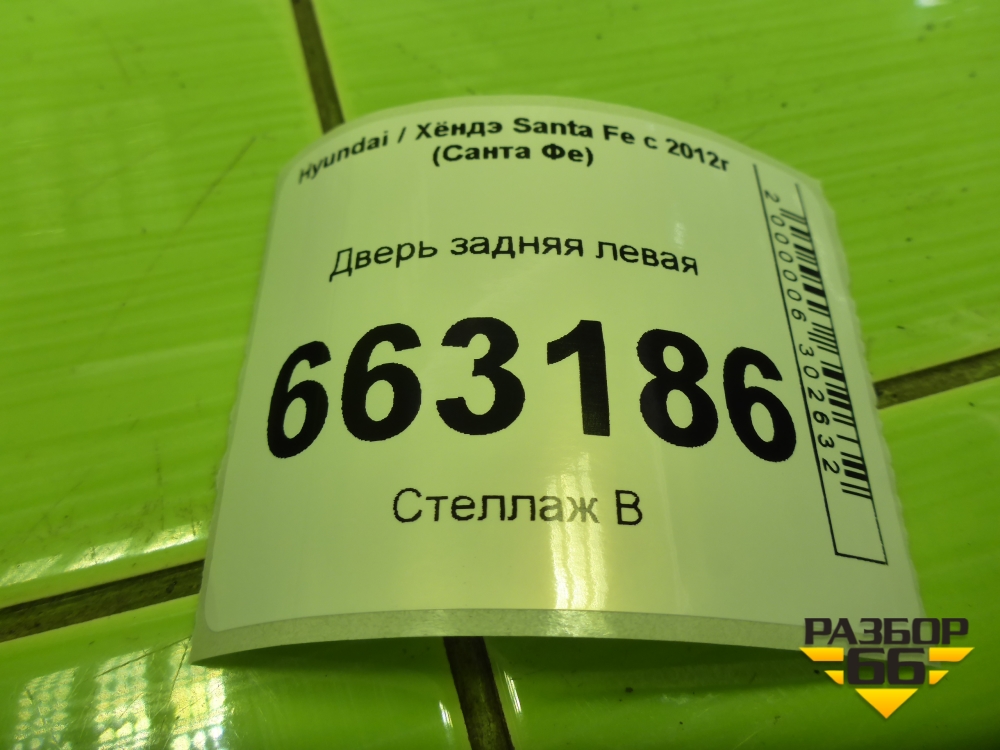 Hyundai / Хёндэ Santa Fe с 2012г
(Санта Фе)
Дверь задняя левая
663186
Стеллаж В
2000006302632
РАЗБОР
66